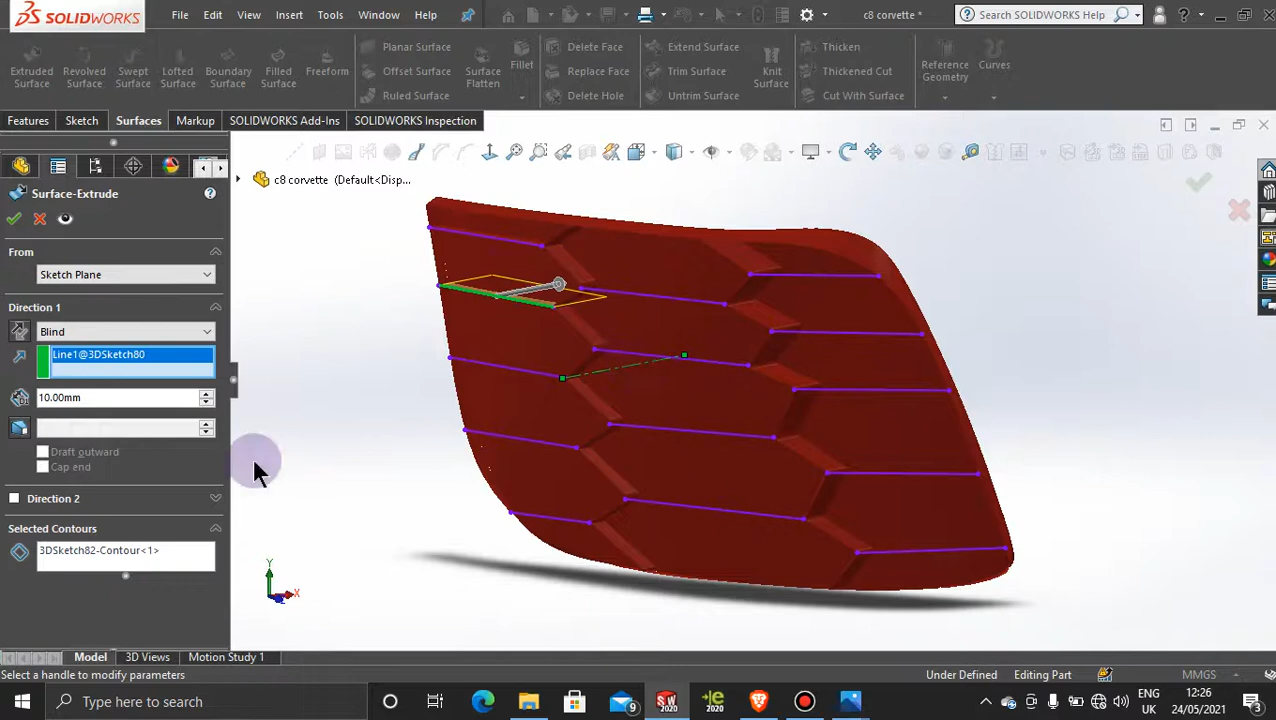 SOLIDWORKS File Edit View Insert Tools Window Help c8 corvette * Search SOLIDWORKS Help ?
Extruded Surface Revolved Surface Swept Surface Lofted Surface Boundary Surface Filled Surface Freeform Planar Surface Offset Surface Ruled Surface Surface Flatten Fillet Delete Face Replace Face Delete Hole Extend Surface Trim Surface Untrim Surface Knit Surface Thicken Thickened Cut Cut With Surface Reference Geometry Curves
Features Sketch Surfaces Markup SOLIDWORKS Add-Ins SOLIDWORKS Inspection
c8 corvette (Default<Disp...
Surface-Extrude
From
Sketch Plane
Direction 1
Blind
Line1@3DSketch80
10.00mm
Draft outward
Cap end
Direction 2
Selected Contours
3DSketch82-Contour<1>
Y
X
Z
Model 3D Views Motion Study 1
Select a handle to modify parameters Under Defined Editing Part MMGS
Type here to search 9 SW 2020 e 2020 ENG UK 12:26 24/05/2021 3